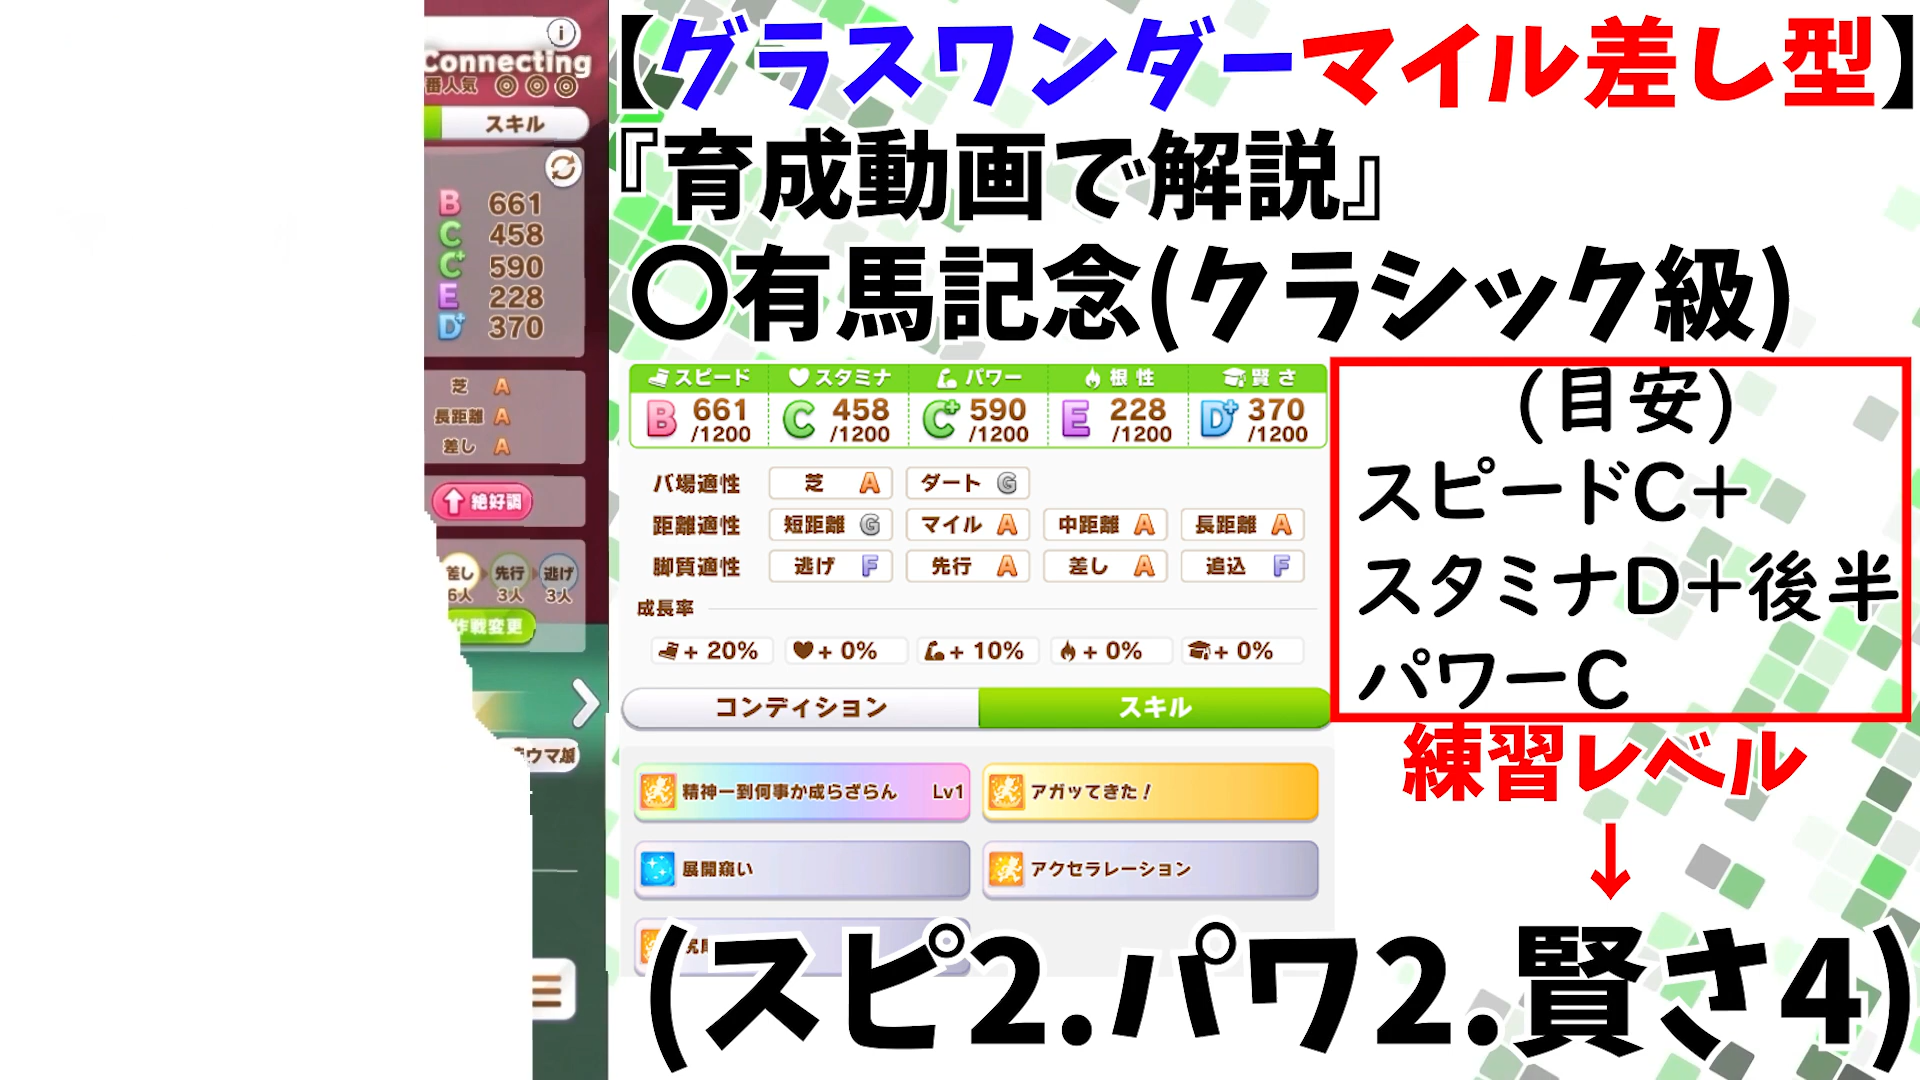 Connecting
番人気
スキル
B 661
C 458
C+ 590
E 228
D+ 370
芝 A
長距離 A
差し A
絶好調
差し 先行 逃げ
6人 3人 3人
作戦変更
ウマ娘
【グラスワンダーマイル差し型】
『育成動画で解説』
〇有馬記念(クラシック級)
スピード スタミナ パワー 根性 賢さ
B 661 C 458 C+ 590 E 228 D+ 370
/1200 /1200 /1200 /1200 /1200
バ場適性 芝 A ダート G
距離適性 短距離 G マイル A 中距離 A 長距離 A
脚質適性 逃げ F 先行 A 差し A 追込 F
成長率
+ 20% + 0% + 10% + 0% + 0%
コンディション スキル
精神一到何事か成らざらん Lv1 アガッてきた!
展開窺い アクセラレーション
(目安)
スピードC+
スタミナD+後半
パワーC
練習レベル
↓
(スピ2.パワ2.賢さ4)